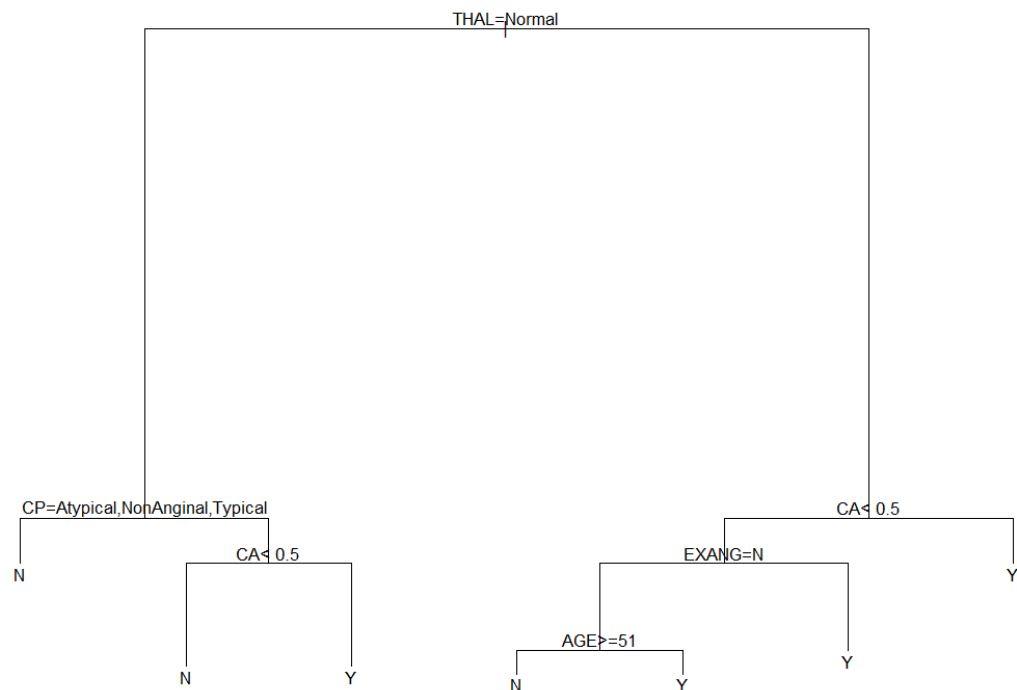 THAL=Normal
CP=Atypical,NonAnginal,Typical
CA< 0.5
N
CA< 0.5
EXANG=N
Y
N
Y
AGE>=51
Y
N
Y